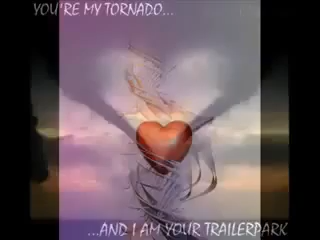 YOU'RE MY TORNADO...
...AND I AM YOUR TRAILERPARK